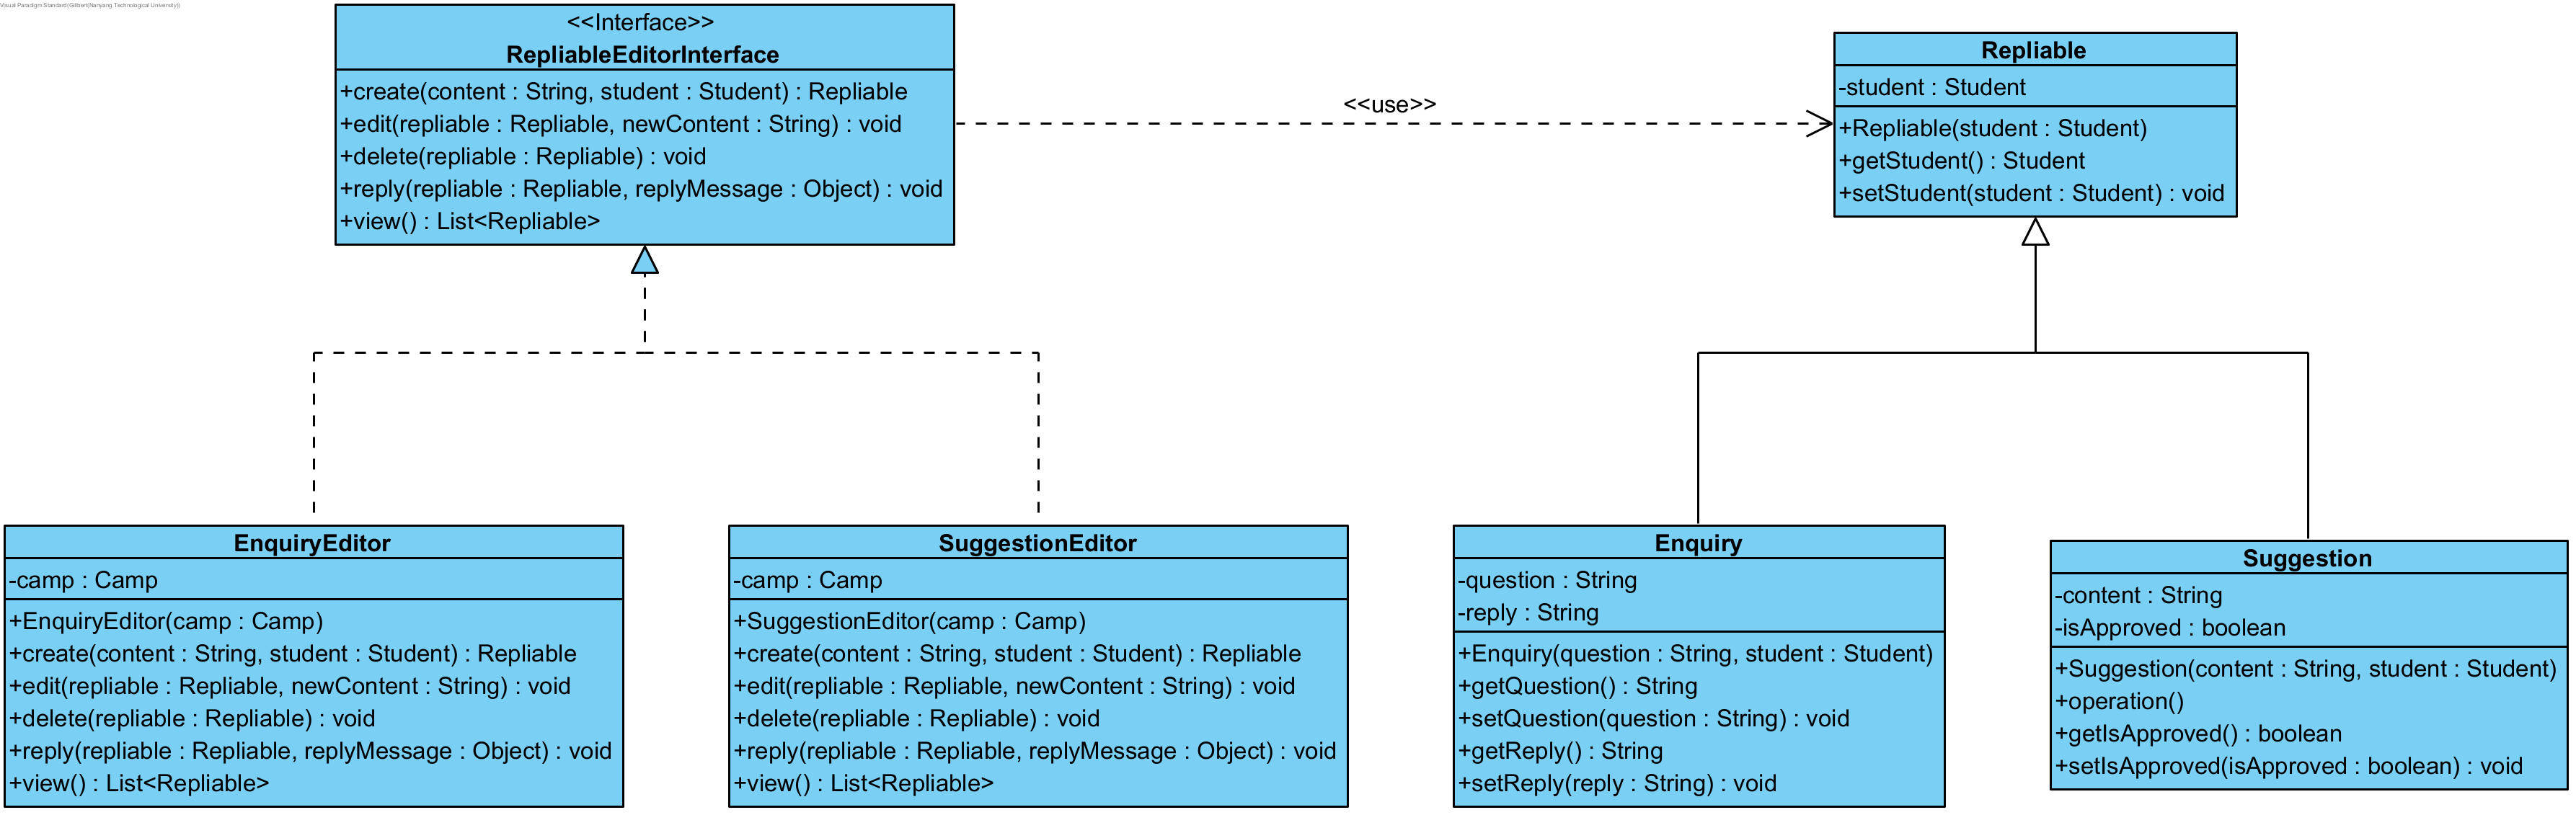 Visual Paradigm Standard(Gilbert(Nanyang Technological University))
<<Interface>>
RepliableEditorInterface
+create(content : String, student : Student) : Repliable
+edit(repliable : Repliable, newContent : String) : void
+delete(repliable : Repliable) : void
+reply(repliable : Repliable, replyMessage : Object) : void
+view() : List<Repliable>
<<use>>
Repliable
-student : Student
+Repliable(student : Student)
+getStudent() : Student
+setStudent(student : Student) : void
EnquiryEditor
-camp : Camp
+EnquiryEditor(camp : Camp)
+create(content : String, student : Student) : Repliable
+edit(repliable : Repliable, newContent : String) : void
+delete(repliable : Repliable) : void
+reply(repliable : Repliable, replyMessage : Object) : void
+view() : List<Repliable>
SuggestionEditor
-camp : Camp
+SuggestionEditor(camp : Camp)
+create(content : String, student : Student) : Repliable
+edit(repliable : Repliable, newContent : String) : void
+delete(repliable : Repliable) : void
+reply(repliable : Repliable, replyMessage : Object) : void
+view() : List<Repliable>
Enquiry
-question : String
-reply : String
+Enquiry(question : String, student : Student)
+getQuestion() : String
+setQuestion(question : String) : void
+getReply() : String
+setReply(reply : String) : void
Suggestion
-content : String
-isApproved : boolean
+Suggestion(content : String, student : Student)
+operation()
+getIsApproved() : boolean
+setIsApproved(isApproved : boolean) : void